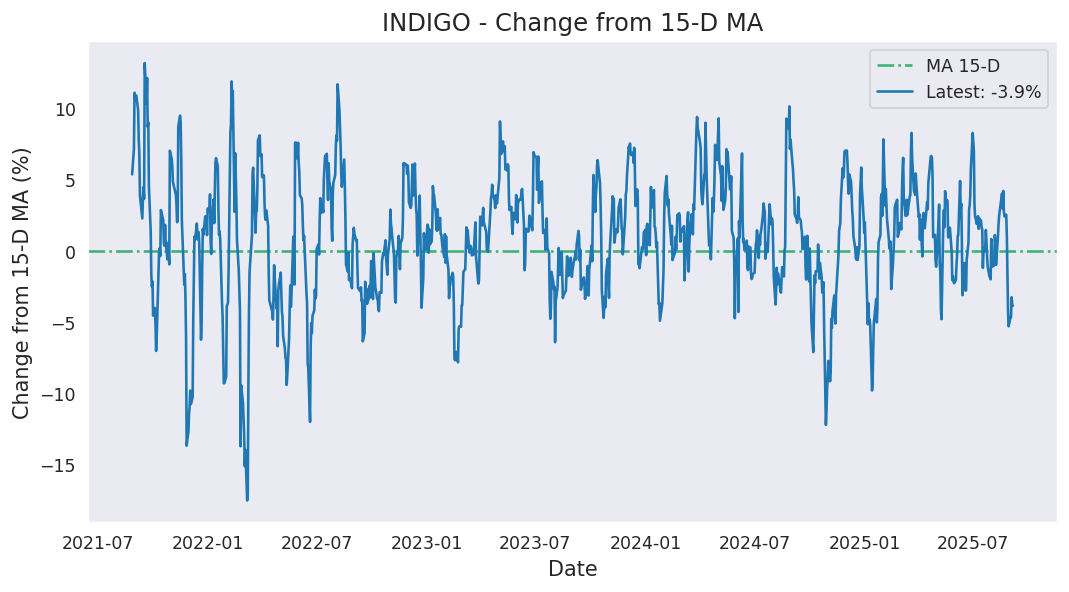 INDIGO - Change from 15-D MA
MA 15-D
Latest: -3.9%
Change from 15-D MA (%)
10
5
0
−5
−10
−15
2021-07 2022-01 2022-07 2023-01 2023-07 2024-01 2024-07 2025-01 2025-07
Date